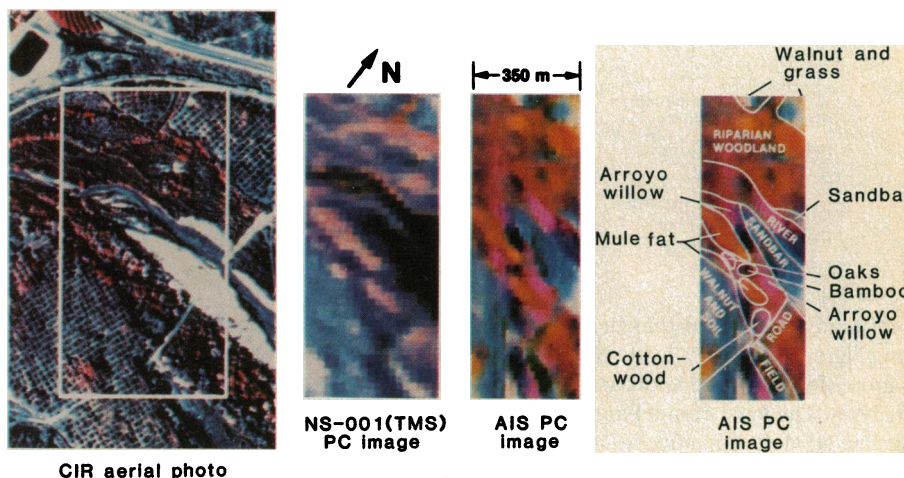 N
350 m
CIR aerial photo
NS-001(TMS)
PC image
AIS PC
image
Walnut and
grass
RIPARIAN
WOODLAND
Arroyo
willow
Sandba
RIVER
SANDBAR
Mule fat
Oaks
Bamboo
WALNUT
AND
SOIL
Arroyo
willow
ROAD
Cotton-
wood
FIELD
AIS PC
image